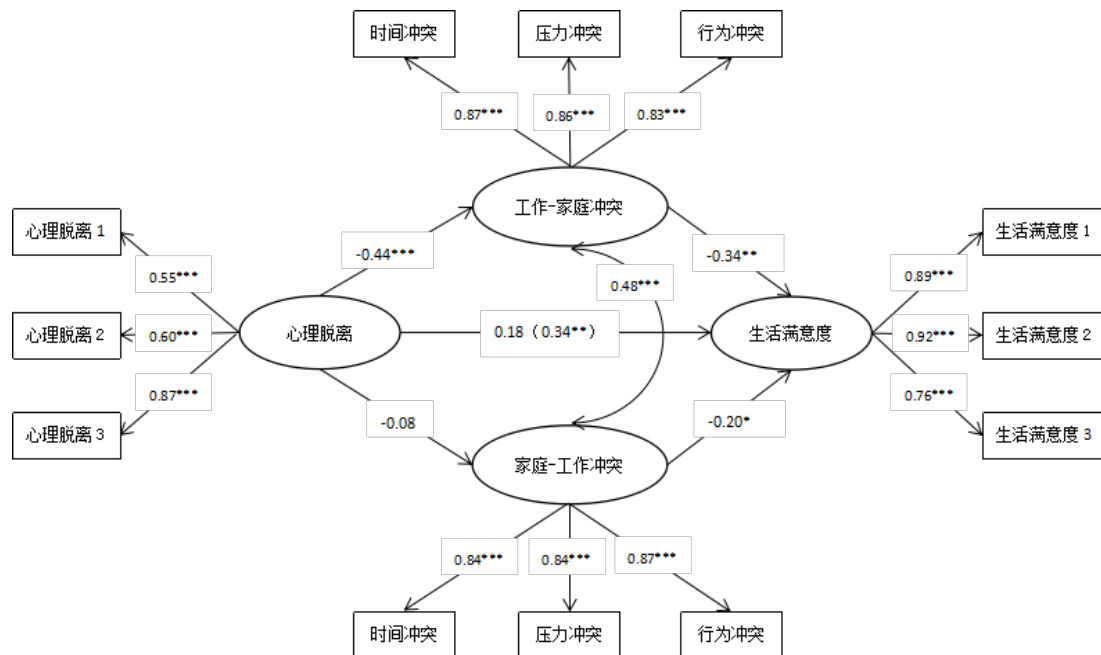 时间冲突
压力冲突
行为冲突
0.87***
0.86***
0.83***
工作-家庭冲突
心理脱离 1
生活满意度 1
-0.44***
-0.34**
0.55***
0.48***
0.89***
心理脱离 2
0.60***
心理脱离
0.18（0.34**）
生活满意度
0.92***
生活满意度 2
0.87***
0.76***
心理脱离 3
-0.08
-0.20*
生活满意度 3
家庭-工作冲突
0.84***
0.84***
0.87***
时间冲突
压力冲突
行为冲突